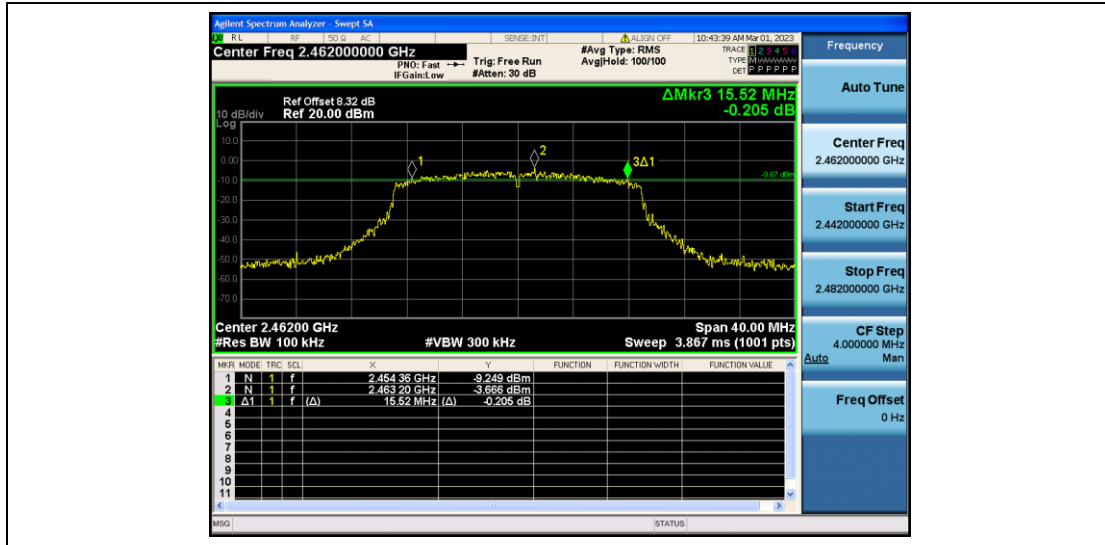 Agilent Spectrum Analyzer - Swept SA
RL RF 50 Ω AC SENSE:INT ALIGN OFF 10:43:39 AM Mar 01, 2023
Center Freq 2.462000000 GHz
PNO: Fast
IFGain:Low
Trig: Free Run
#Atten: 30 dB
#Avg Type: RMS
Avg|Hold: 100/100
TRACE 1 2 3 4 5 6
TYPE M
DET P P P P P P
Frequency
Ref Offset 8.32 dB
Ref 20.00 dBm
10 dB/div
Log
ΔMkr3 15.52 MHz
-0.205 dB
10.0
0.00
-10.0
-20.0
-30.0
-40.0
-50.0
-60.0
-70.0
1
2
3Δ1
-9.67 dBm
Center 2.46200 GHz
#Res BW 100 kHz
#VBW 300 kHz
Span 40.00 MHz
Sweep 3.867 ms (1001 pts)
MKR MODE TRC SCL X Y FUNCTION FUNCTION WIDTH FUNCTION VALUE
1 N 1 f 2.454 36 GHz -9.249 dBm
2 N 1 f 2.463 20 GHz -3.666 dBm
3 Δ1 1 f (Δ) 15.52 MHz (Δ) -0.205 dB
4
5
6
7
8
9
10
11
MSG
STATUS
Auto Tune
Center Freq
2.462000000 GHz
Start Freq
2.442000000 GHz
Stop Freq
2.482000000 GHz
CF Step
4.000000 MHz
Auto Man
Freq Offset
0 Hz